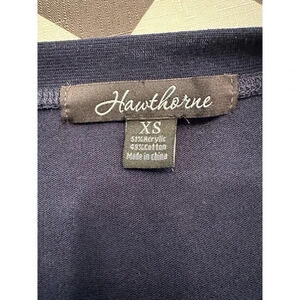 Hawthorne
XS
51% Acrylic
49% Cotton
Made in china